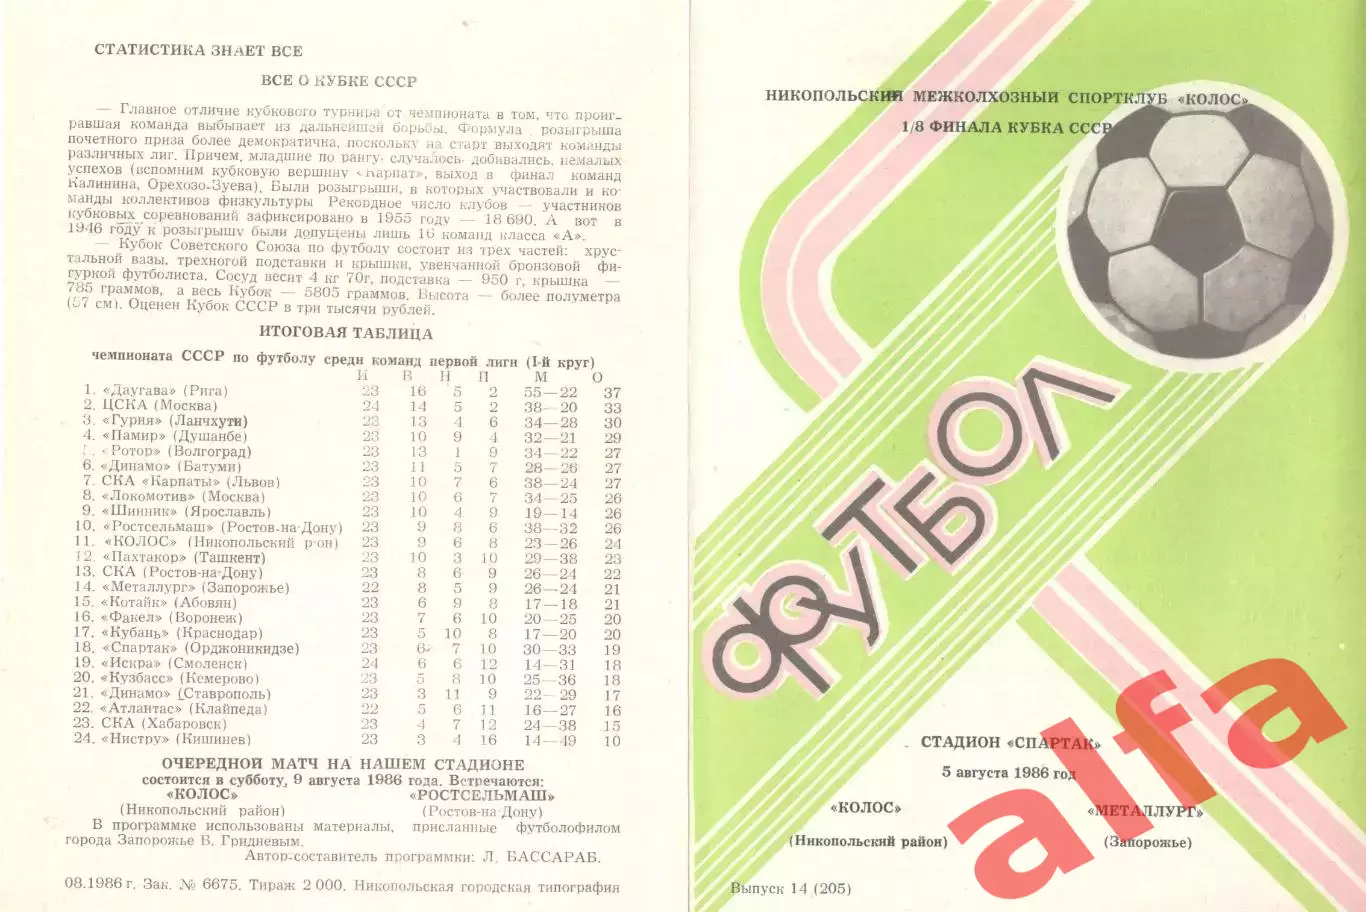 СТАТИСТИКА ЗНАЕТ ВСЕ
ВСЕ О КУБКЕ СССР
— Главное отличие кубкового турнира от чемпионата в том, что проиг-
равшая команда выбывает из дальнейшей борьбы. Формула розыгрыша
почетного приза более демократична, поскольку на старт выходят команды
различных лиг. Причем, младшие по рангу, случалось, добивались, немалых
успехов (вспомним кубковую вершину «Карпат», выход в финал команд
Калинина, Орехозо-Зуева). Были розыгрыши, в которых участвовали и ко-
манды коллективов физкультуры Рекордное число клубов — участников
кубковых соревнований зафиксировано в 1955 году — 18 690. А вот в
1946 году к розыгрышу были допущены лишь 16 команд класса «А».
— Кубок Советского Союза по футболу состоит из трех частей: хрус-
тальной вазы, трехногой подставки и крышки, увенчанной бронзовой фи-
гуркой футболиста. Сосуд весит 4 кг 70г, подставка — 950 г, крышка —
785 граммов, а весь Кубок — 5805 граммов. Высота — более полуметра
(57 см). Оценен Кубок СССР в три тысячи рублей.
ИТОГОВАЯ ТАБЛИЦА
чемпионата СССР по футболу среди команд первой лиги (I-й круг)
И В Н П М О
1. «Даугава» (Рига) 23 16 5 2 55—22 37
2. ЦСКА (Москва) 24 14 5 2 38—20 33
3. «Гурия» (Ланчхути) 23 13 4 6 34—28 30
4. «Памир» (Душанбе) 23 10 9 4 32—21 29
5. «Ротор» (Волгоград) 23 13 1 9 34—22 27
6. «Динамо» (Батуми) 23 11 5 7 28—26 27
7. СКА «Карпаты» (Львов) 23 10 7 6 38—24 27
8. «Локомотив» (Москва) 23 10 6 7 34—25 26
9. «Шинник» (Ярославль) 23 10 4 9 19—14 26
10. «Ростсельмаш» (Ростов-на-Дону) 23 9 8 6 38—32 26
11. «КОЛОС» (Никопольский р-он) 23 9 6 8 23—26 24
12. «Пахтакор» (Ташкент) 23 10 3 10 29—38 23
13. СКА (Ростов-на-Дону) 23 8 6 9 26—24 22
14. «Металлург» (Запорожье) 22 8 5 9 26—24 21
15. «Котайк» (Абовян) 23 6 9 8 17—18 21
16. «Факел» (Воронеж) 23 7 6 10 20—25 20
17. «Кубань» (Краснодар) 23 5 10 8 17—20 20
18. «Спартак» (Орджоникидзе) 23 6 7 10 30—33 19
19. «Искра» (Смоленск) 24 6 6 12 14—31 18
20. «Кузбасс» (Кемерово) 23 5 8 10 25—36 18
21. «Динамо» (Ставрополь) 23 3 11 9 22—29 17
22. «Атлантас» (Клайпеда) 22 5 6 11 16—27 16
23. СКА (Хабаровск) 23 4 7 12 24—38 15
24. «Нистру» (Кишинев) 23 3 4 16 14—49 10
ОЧЕРЕДНОЙ МАТЧ НА НАШЕМ СТАДИОНЕ
состоится в субботу, 9 августа 1986 года. Встречаются:
«КОЛОС» «РОСТСЕЛЬМАШ»
(Никопольский район) (Ростов-на-Дону)
В программке использованы материалы, присланные футболофилом
города Запорожье В. Гридневым.
Автор-составитель программки: Л. БАССАРАБ.
08.1986 г. Зак. № 6675. Тираж 2 000. Никопольская городская типография
НИКОПОЛЬСКИЙ МЕЖКОЛХОЗНЫЙ СПОРТКЛУБ «КОЛОС»
1/8 ФИНАЛА КУБКА СССР
ФУТБОЛ
СТАДИОН «СПАРТАК»
5 августа 1986 год
«КОЛОС» «МЕТАЛЛУРГ»
(Никопольский район) (Запорожье)
Выпуск 14 (205)
alfa